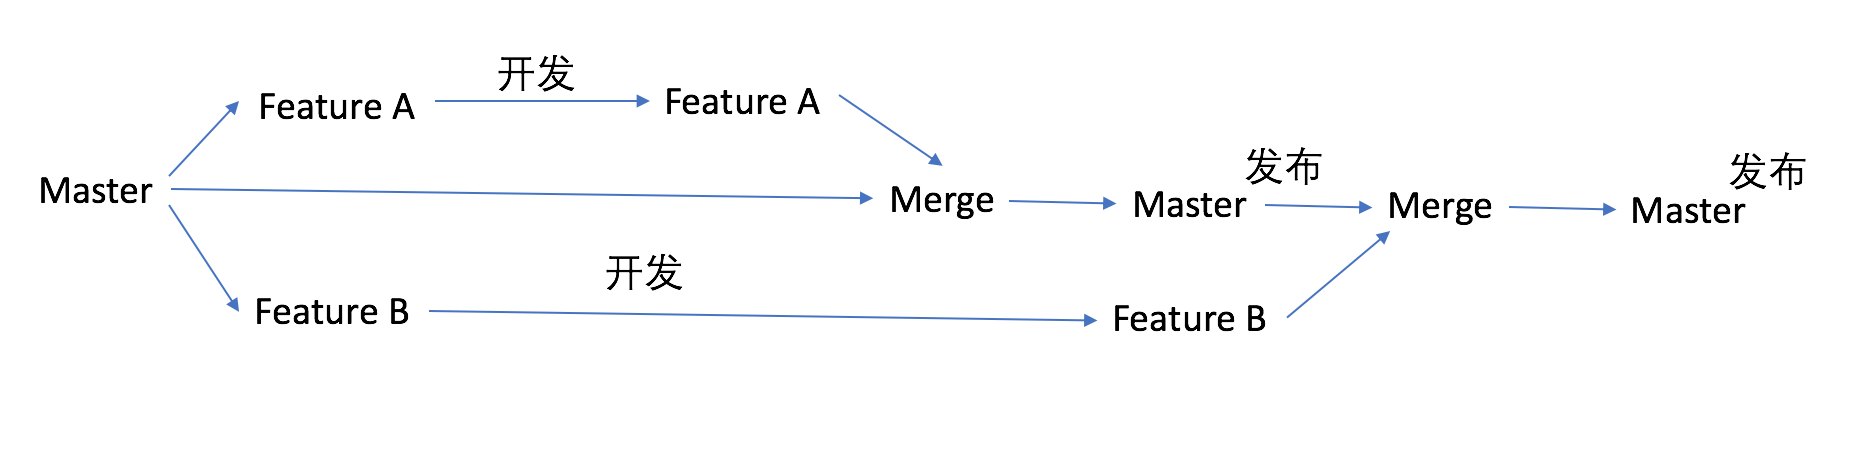 开发
Feature A
Feature A
发布
发布
Master
Merge
Master
Merge
Master
开发
Feature B
Feature B